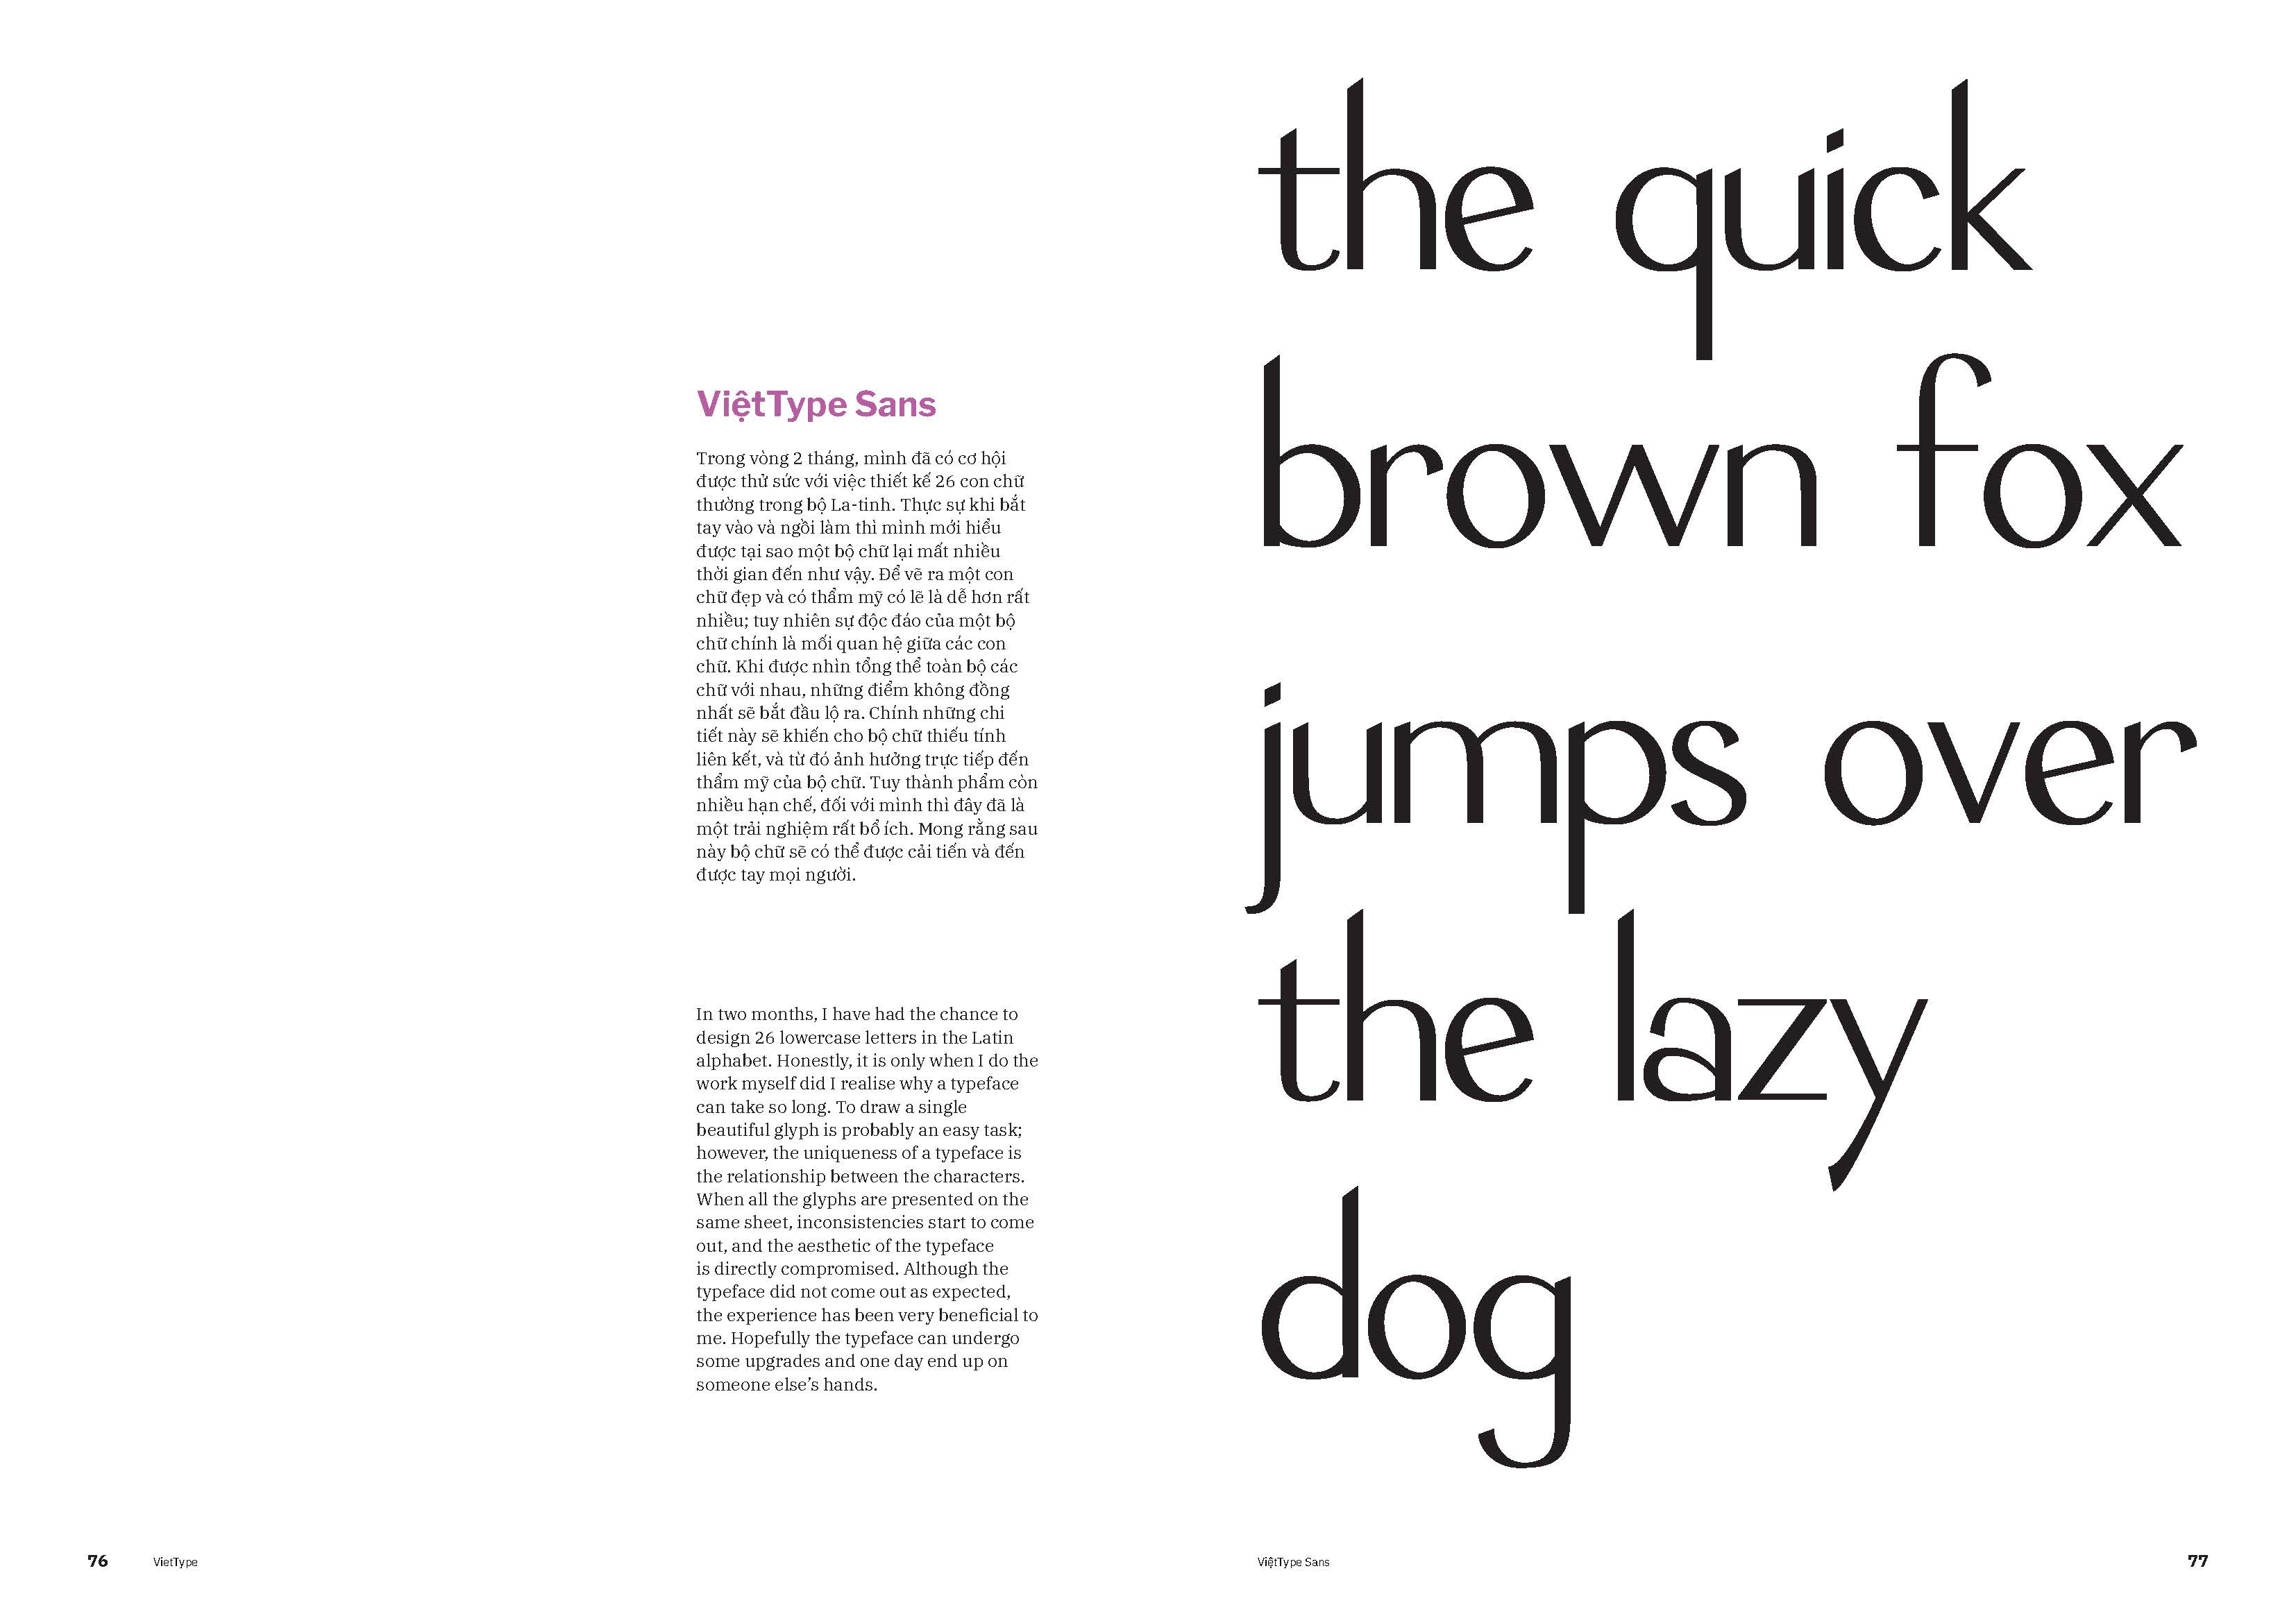 ViệtType Sans
Trong vòng 2 tháng, mình đã có cơ hội
được thử sức với việc thiết kế 26 con chữ
thường trong bộ La-tinh. Thực sự khi bắt
tay vào và ngồi làm thì mình mới hiểu
được tại sao một bộ chữ lại mất nhiều
thời gian đến như vậy. Để vẽ ra một con
chữ đẹp và có thẩm mỹ có lẽ là dễ hơn rất
nhiều; tuy nhiên sự độc đáo của một bộ
chữ chính là mối quan hệ giữa các con
chữ. Khi được nhìn tổng thể toàn bộ các
chữ với nhau, những điểm không đồng
nhất sẽ bắt đầu lộ ra. Chính những chi
tiết này sẽ khiến cho bộ chữ thiếu tính
liên kết, và từ đó ảnh hưởng trực tiếp đến
thẩm mỹ của bộ chữ. Tuy thành phẩm còn
nhiều hạn chế, đối với mình thì đây đã là
một trải nghiệm rất bổ ích. Mong rằng sau
này bộ chữ sẽ có thể được cải tiến và đến
được tay mọi người.
In two months, I have had the chance to
design 26 lowercase letters in the Latin
alphabet. Honestly, it is only when I do the
work myself did I realise why a typeface
can take so long. To draw a single
beautiful glyph is probably an easy task;
however, the uniqueness of a typeface is
the relationship between the characters.
When all the glyphs are presented on the
same sheet, inconsistencies start to come
out, and the aesthetic of the typeface
is directly compromised. Although the
typeface did not come out as expected,
the experience has been very beneficial to
me. Hopefully the typeface can undergo
some upgrades and one day end up on
someone else’s hands.
76 VietType
the quick
brown fox
jumps over
the lazy
dog
ViệtType Sans 77